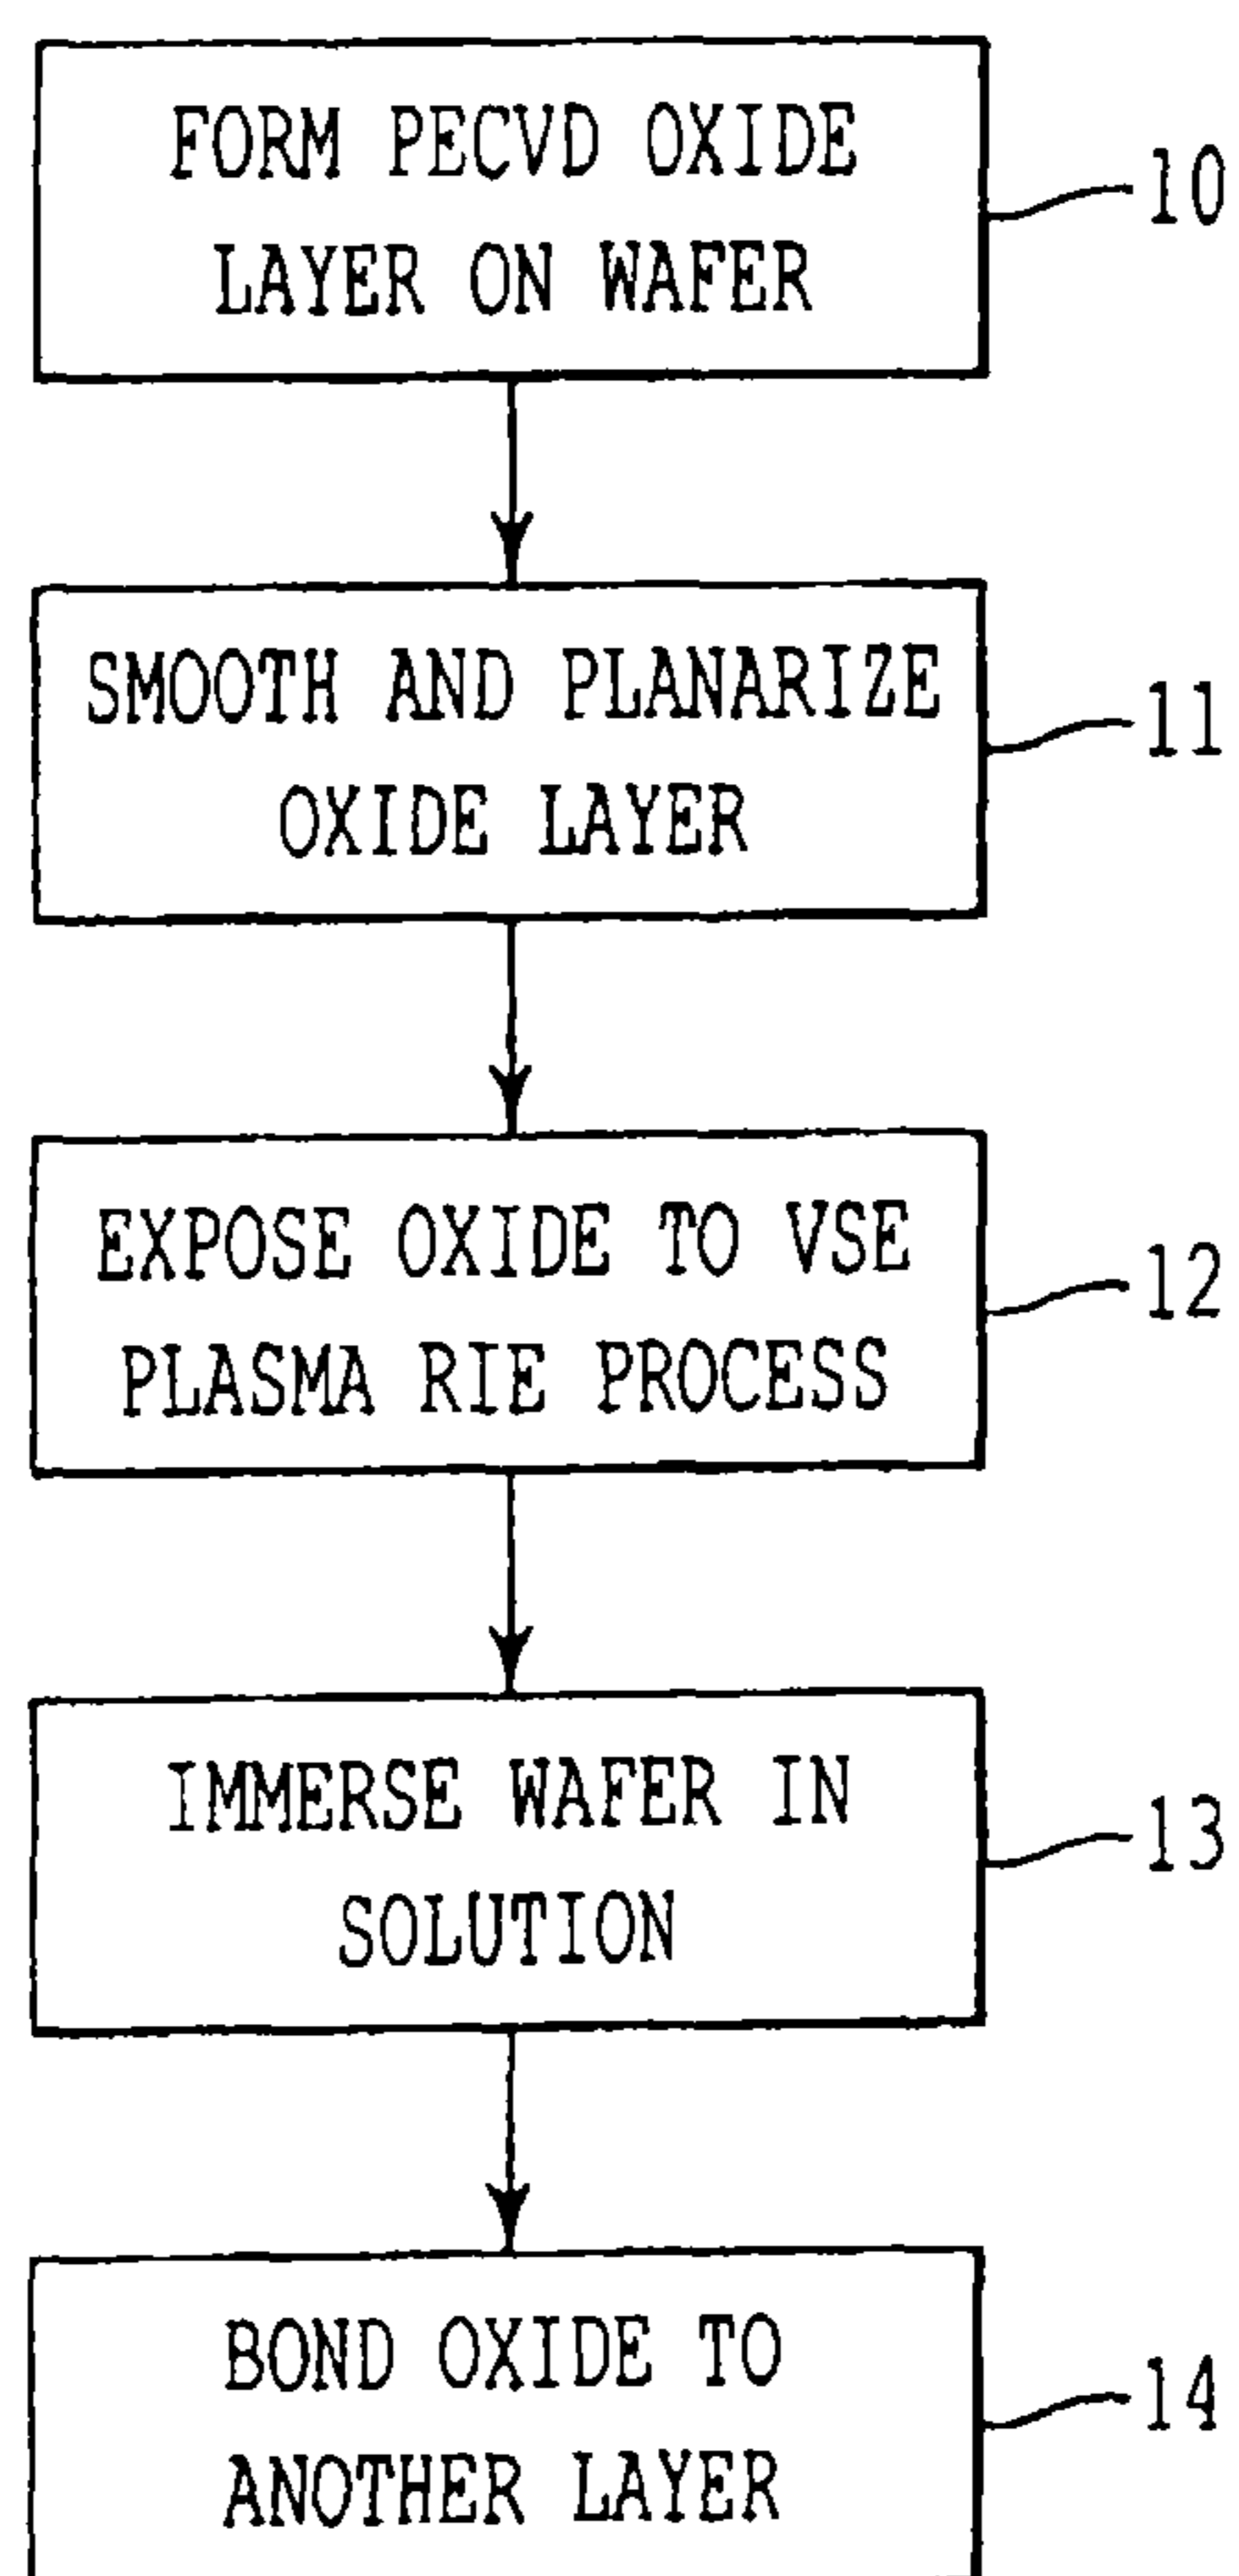 FORM PECVD OXIDE
LAYER ON WAFER
10
SMOOTH AND PLANARIZE
OXIDE LAYER
11
EXPOSE OXIDE TO VSE
PLASMA RIE PROCESS
12
IMMERSE WAFER IN
SOLUTION
13
BOND OXIDE TO
ANOTHER LAYER
14